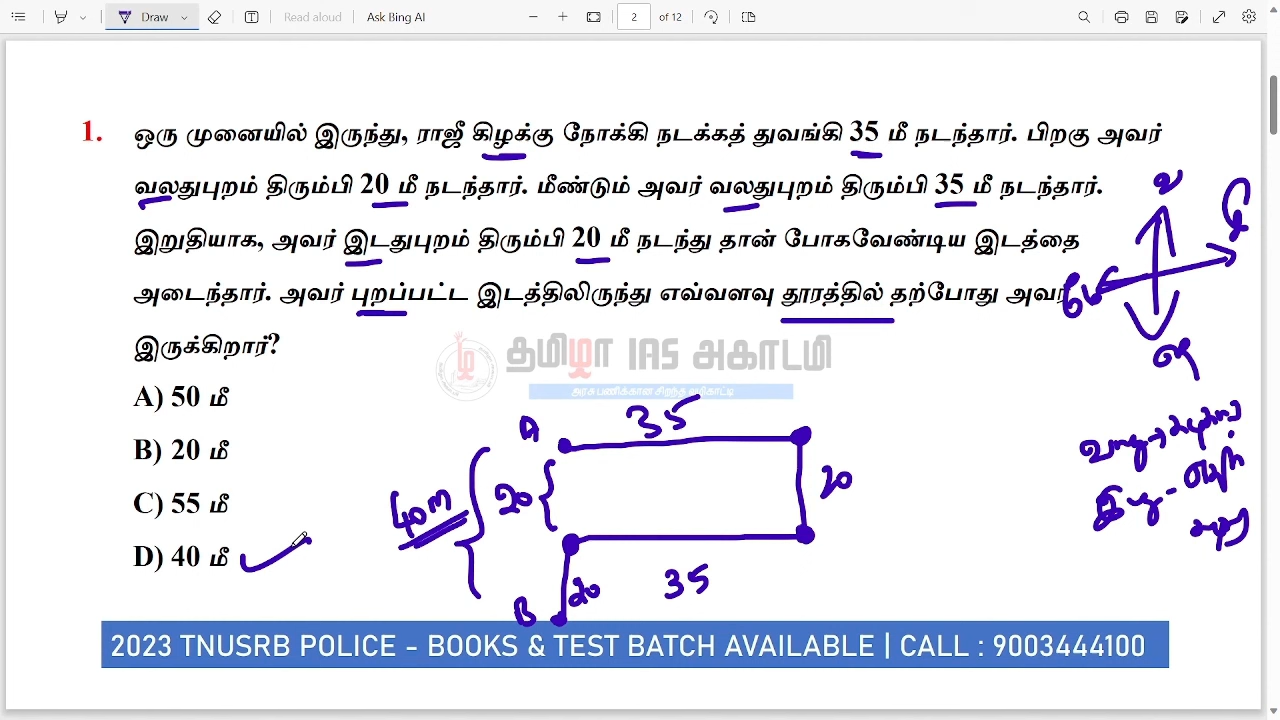 Draw
Read aloud
Ask Bing AI
2
of 12
1. ஒரு முனையில் இருந்து, ராஜீ கிழக்கு நோக்கி நடக்கத் துவங்கி 35 மீ நடந்தார். பிறகு அவர்
வலதுபுறம் திரும்பி 20 மீ நடந்தார். மீண்டும் அவர் வலதுபுறம் திரும்பி 35 மீ நடந்தார்.
இறுதியாக, அவர் இடதுபுறம் திரும்பி 20 மீ நடந்து தான் போகவேண்டிய இடத்தை
அடைந்தார். அவர் புறப்பட்ட இடத்திலிருந்து எவ்வளவு தூரத்தில் தற்போது அவர்
இருக்கிறார்?
தமிழா IAS அகாடமி
A) 50 மீ
B) 20 மீ
C) 55 மீ
D) 40 மீ
A
35
20
20
40m
35
20
B
2023 TNUSRB POLICE - BOOKS & TEST BATCH AVAILABLE | CALL : 9003444100